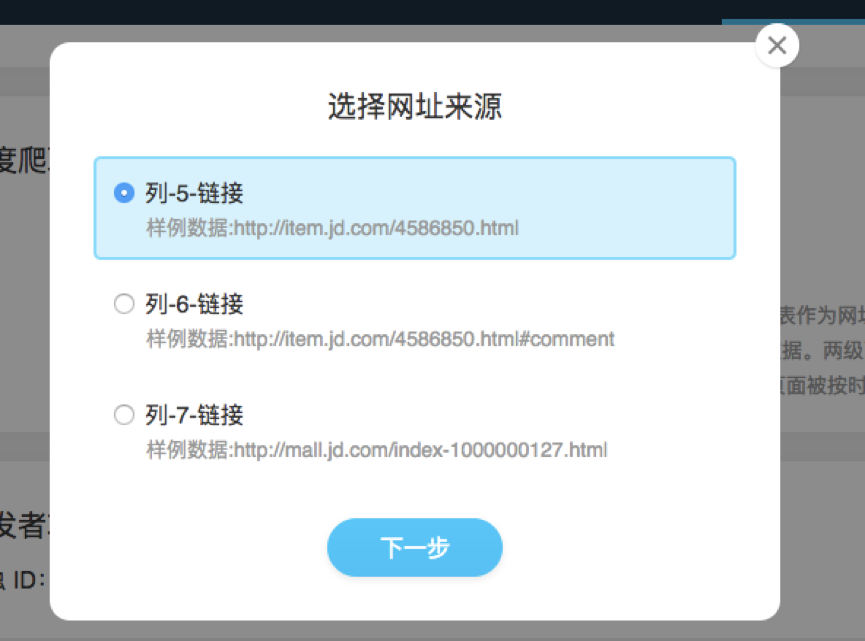 选择网址来源
列-5-链接
样例数据:http://item.jd.com/4586850.html
列-6-链接
样例数据:http://item.jd.com/4586850.html#comment
列-7-链接
样例数据:http://mall.jd.com/index-1000000127.html
下一步
度爬
表作为网址
据。两级
页面被按时
发者
ID: